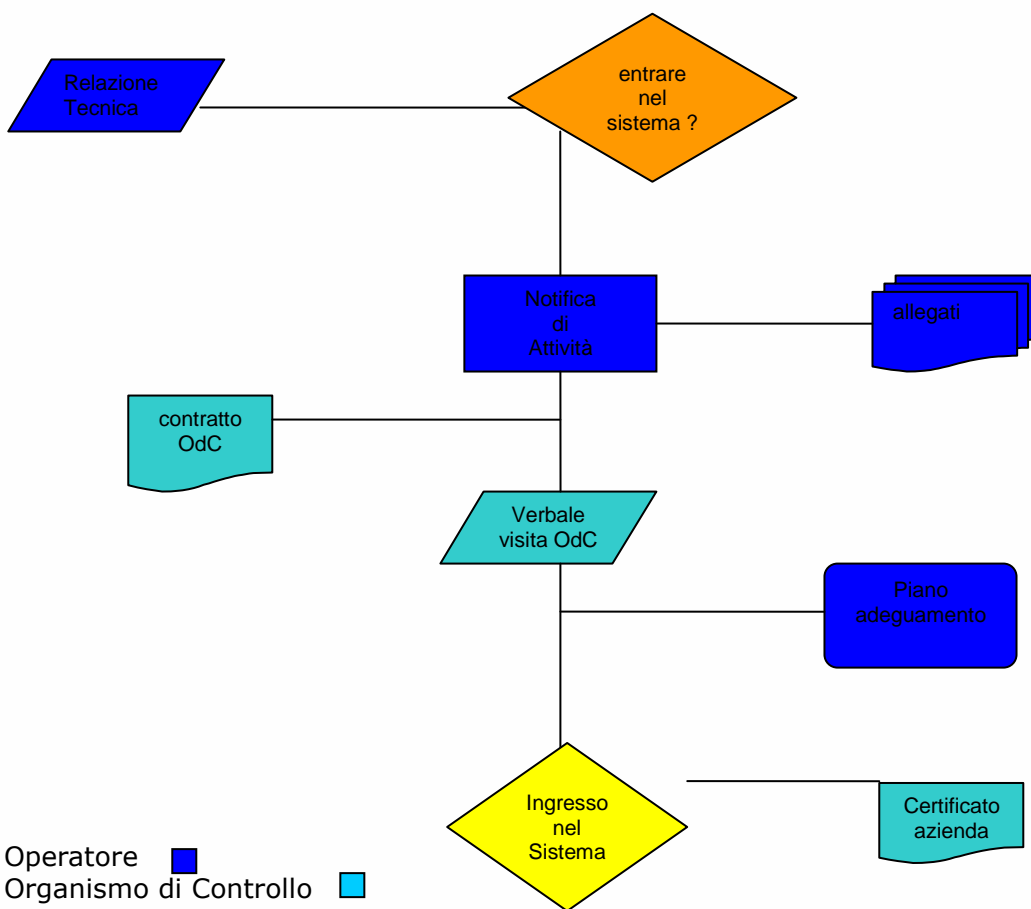 Relazione
Tecnica
entrare
nel
sistema ?
Notifica
di
Attività
allegati
contratto
OdC
Verbale
visita OdC
Piano
adeguamento
Ingresso
nel
Sistema
Certificato
azienda
Operatore
Organismo di Controllo